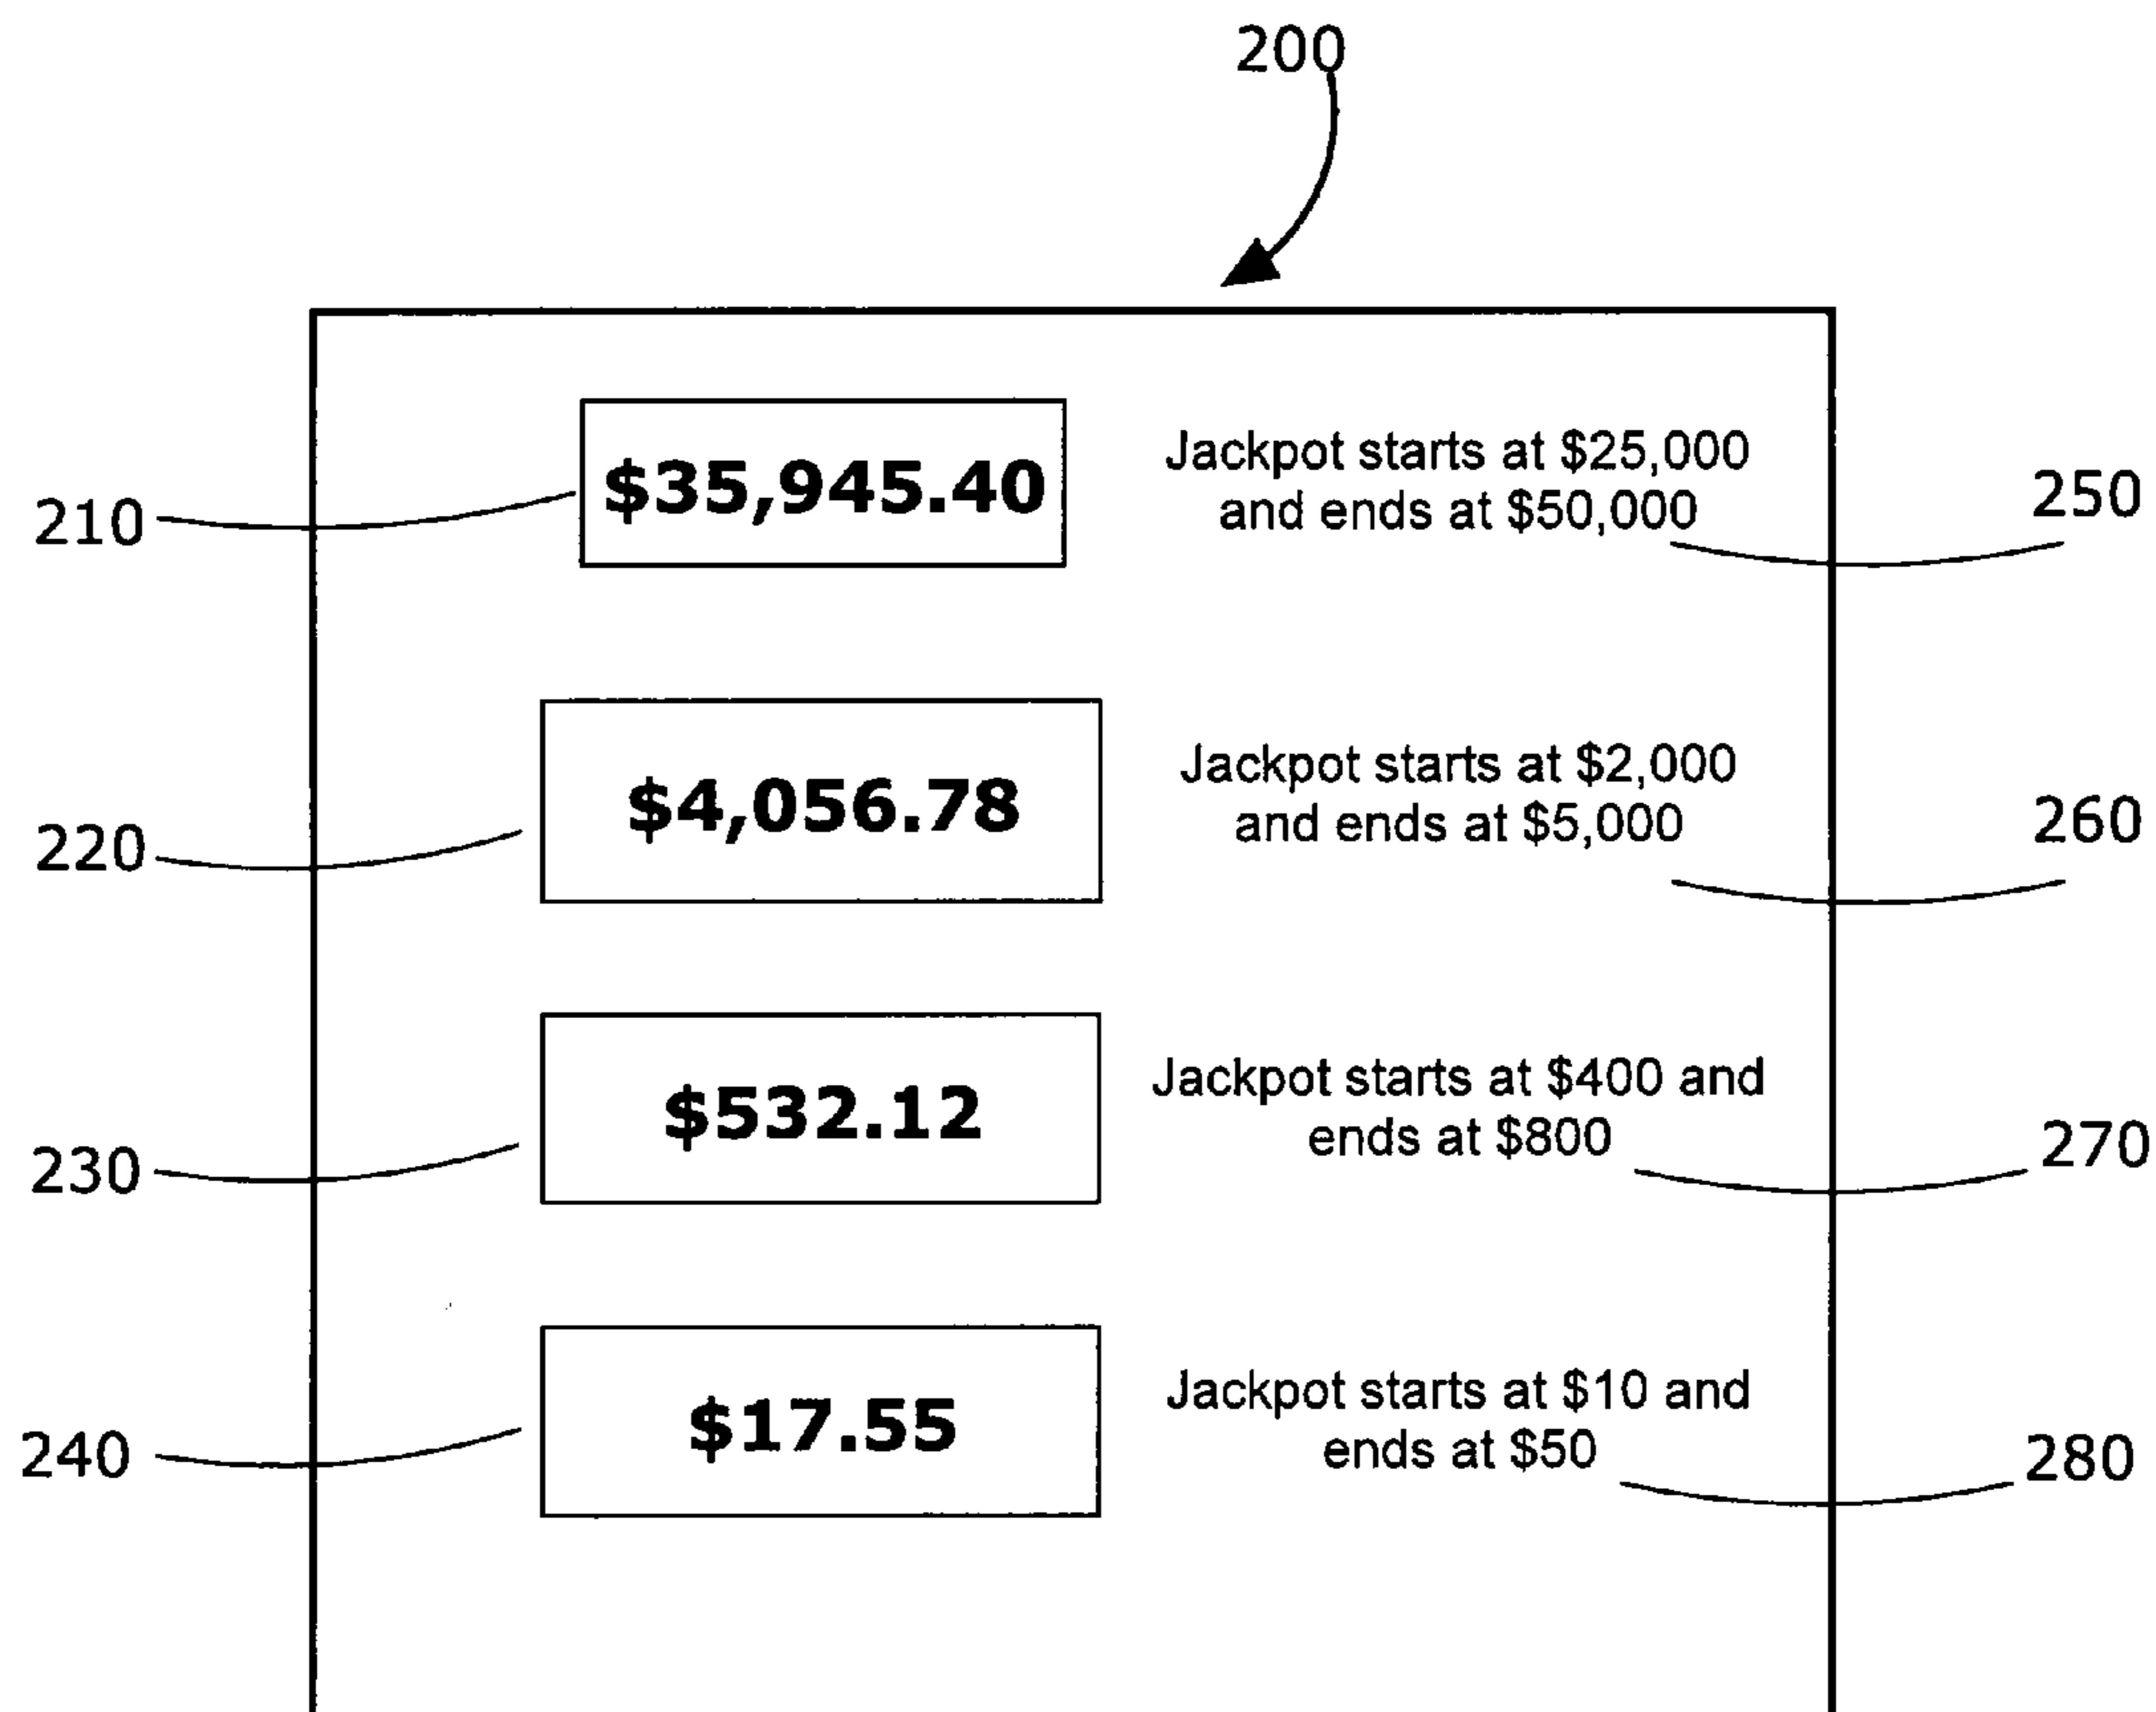 200
$35,945.40
Jackpot starts at $25,000
and ends at $50,000
210
250
$4,056.78
Jackpot starts at $2,000
and ends at $5,000
220
260
$532.12
Jackpot starts at $400 and
ends at $800
230
270
$17.55
Jackpot starts at $10 and
ends at $50
240
280